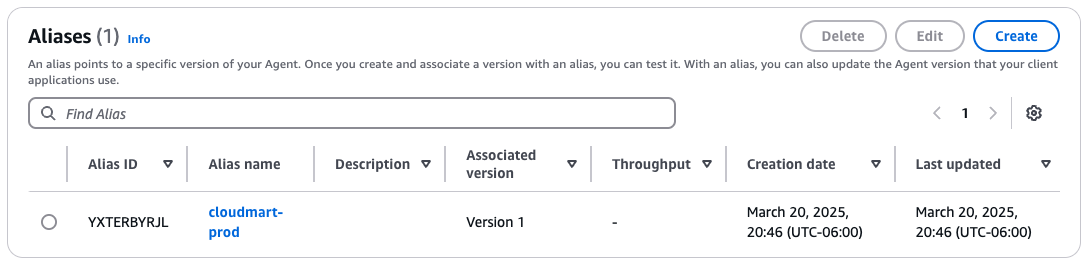 Aliases (1) Info
Delete
Edit
Create
An alias points to a specific version of your Agent. Once you create and associate a version with an alias, you can test it. With an alias, you can also update the Agent version that your client
applications use.
Find Alias
1
Alias ID
Alias name
Description
Associated
version
Throughput
Creation date
Last updated
YXTERBYRJL
cloudmart-
prod
Version 1
-
March 20, 2025,
20:46 (UTC-06:00)
March 20, 2025,
20:46 (UTC-06:00)